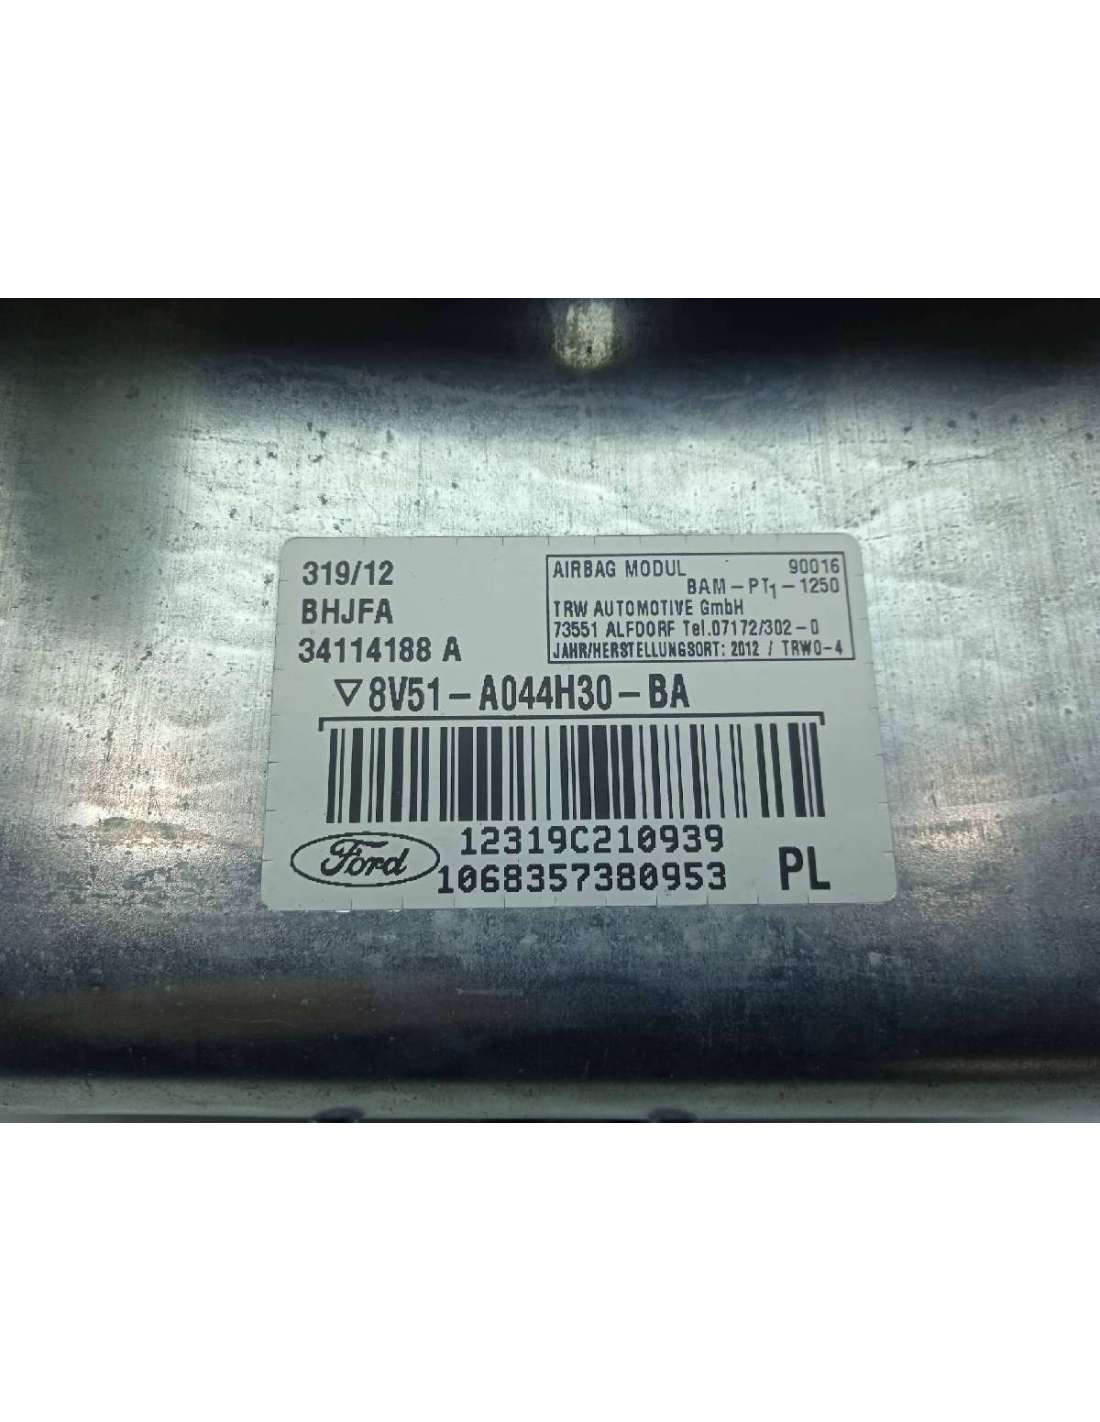 319/12
BHJFA
34114188 A
AIRBAG MODUL 90016
BAM-PT1-1250
TRW AUTOMOTIVE GmbH
73551 ALFDORF Tel.07172/302-0
JAHR/HERSTELLUNGSORT: 2012 / TRWO-4
▽8V51-A044H30-BA
12319C210939
Ford
1068357380953
PL